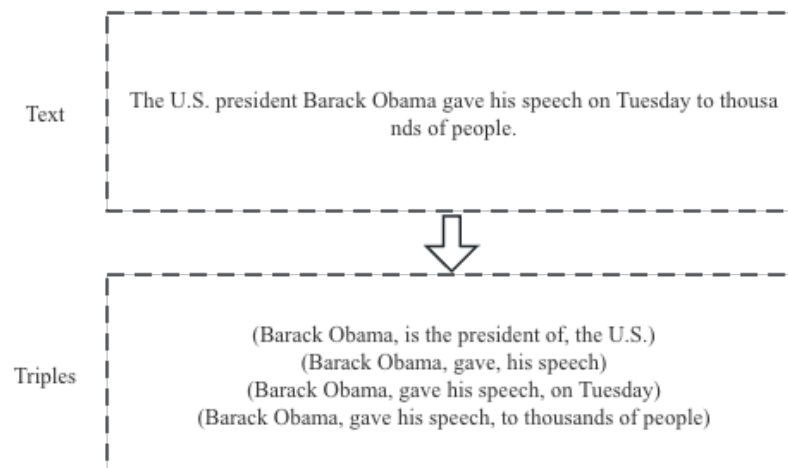 Text
The U.S. president Barack Obama gave his speech on Tuesday to thousa
nds of people.
Triples
(Barack Obama, is the president of, the U.S.)
(Barack Obama, gave, his speech)
(Barack Obama, gave his speech, on Tuesday)
(Barack Obama, gave his speech, to thousands of people)